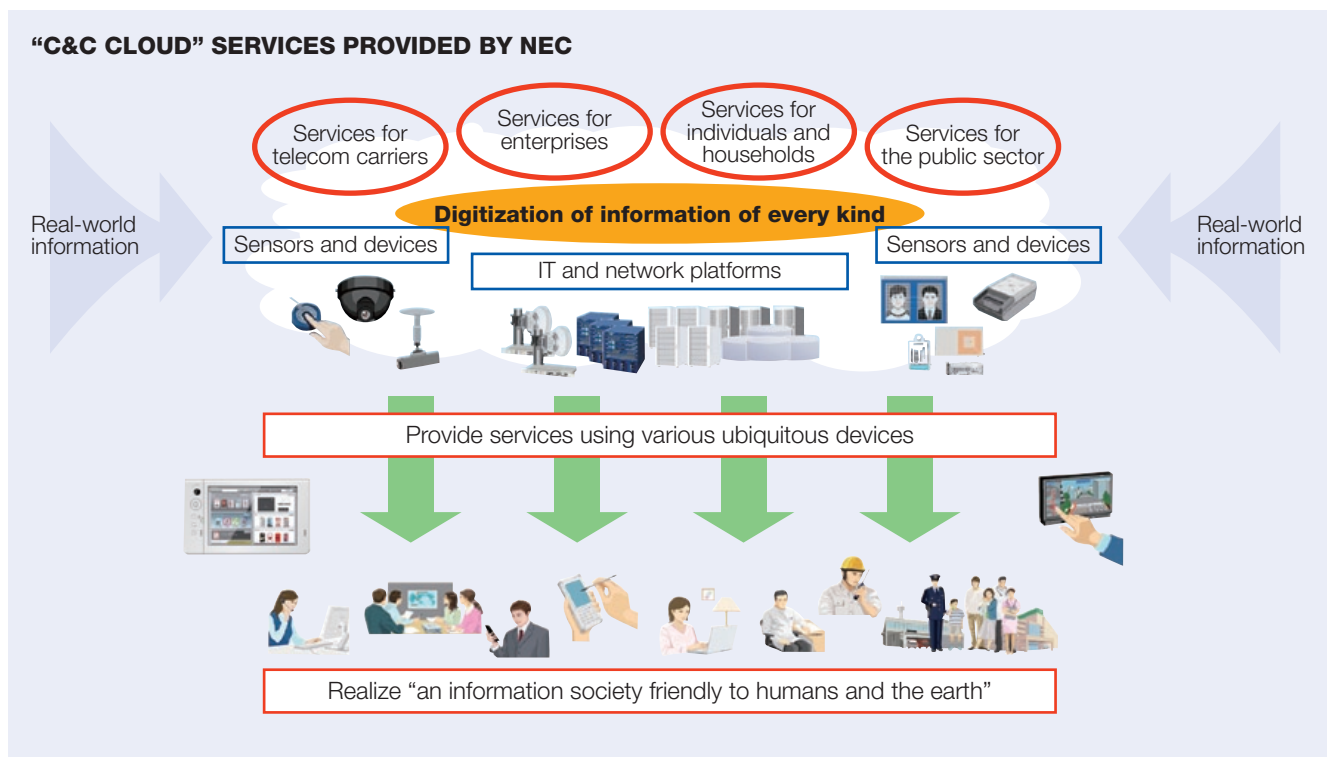 “C&C CLOUD” SERVICES PROVIDED BY NEC
Services for
telecom carriers
Services for
enterprises
Services for
individuals and
households
Services for
the public sector
Digitization of information of every kind
Real-world
information
Sensors and devices
IT and network platforms
Sensors and devices
Real-world
information
Provide services using various ubiquitous devices
Realize “an information society friendly to humans and the earth”